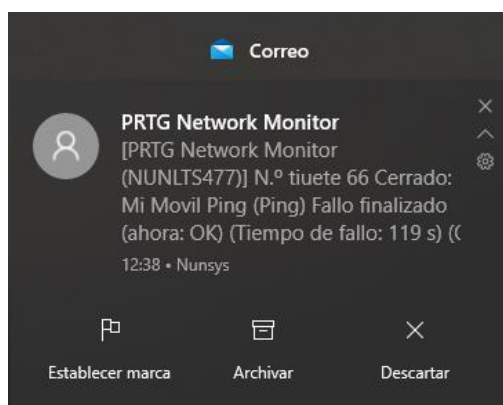 Correo
PRTG Network Monitor
[PRTG Network Monitor
(NUNLTS477)] N.º tiuete 66 Cerrado:
Mi Movil Ping (Ping) Fallo finalizado
(ahora: OK) (Tiempo de fallo: 119 s) ((
12:38 • Nunsys
Establecer marca Archivar Descartar